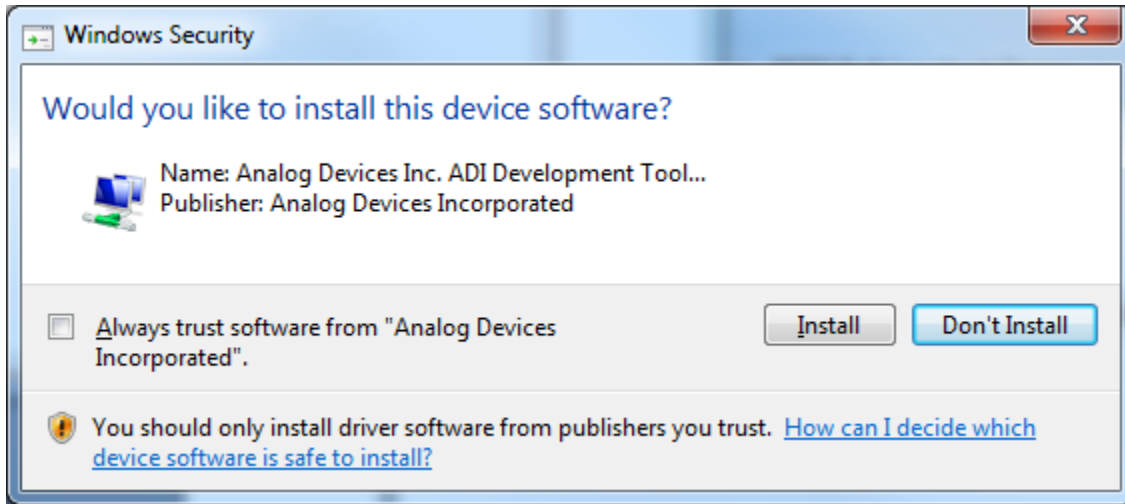 Windows Security
Would you like to install this device software?
Name: Analog Devices Inc. ADI Development Tool...
Publisher: Analog Devices Incorporated
Always trust software from "Analog Devices
Incorporated".
Install
Don't Install
You should only install driver software from publishers you trust. How can I decide which
device software is safe to install?